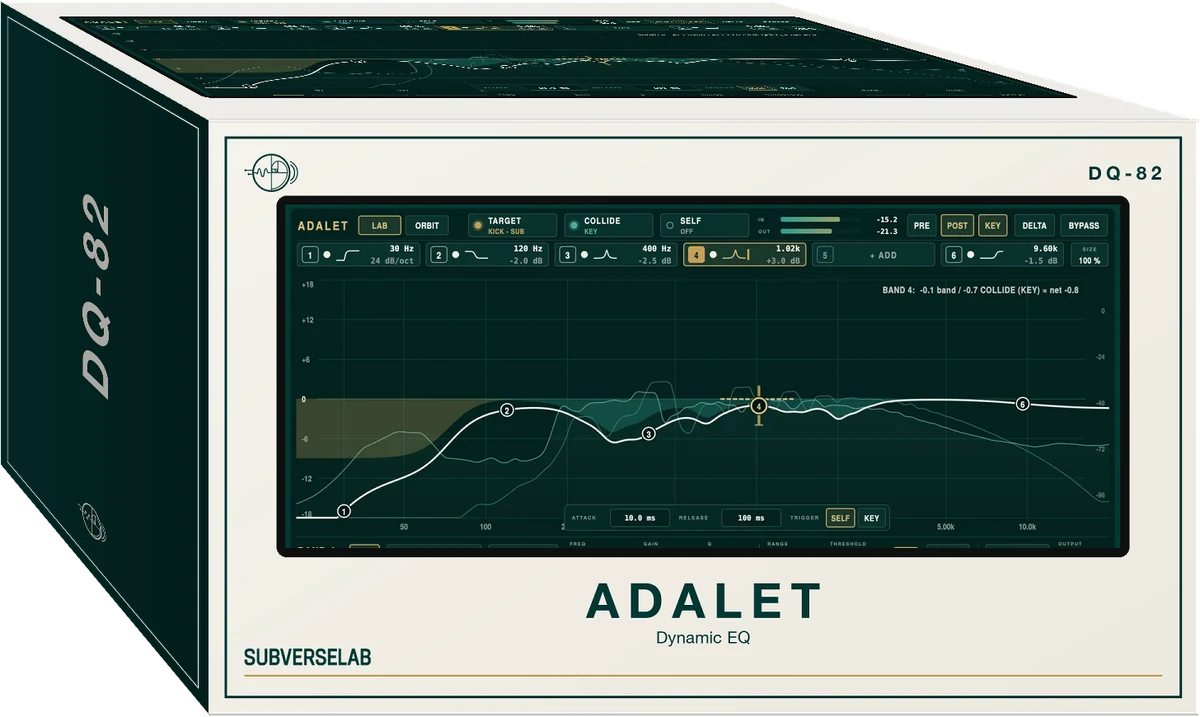 DQ-82
DQ-82
ADALET LAB ORBIT TARGET KICK - SUB COLLIDE KEY SELF OFF IN -15.2 OUT -21.3 PRE POST KEY DELTA BYPASS
1 30 Hz 24 dB/oct 2 120 Hz -2.0 dB 3 400 Hz -2.5 dB 4 1.02k +3.0 dB 5 + ADD 6 9.60k -1.5 dB SIZE 100 %
BAND 4: -0.1 band / -0.7 COLLIDE (KEY) = net -0.8
+18
0
+12
+6
-24
0
-48
2 4 6
3
-6
-72
-12
-96
-18 1
ATTACK 10.0 ms RELEASE 100 ms TRIGGER SELF KEY
50 100 5.00k 10.0k
FREQ GAIN Q RANGE THRESHOLD OUTPUT
ADALET
Dynamic EQ
SUBVERSELAB